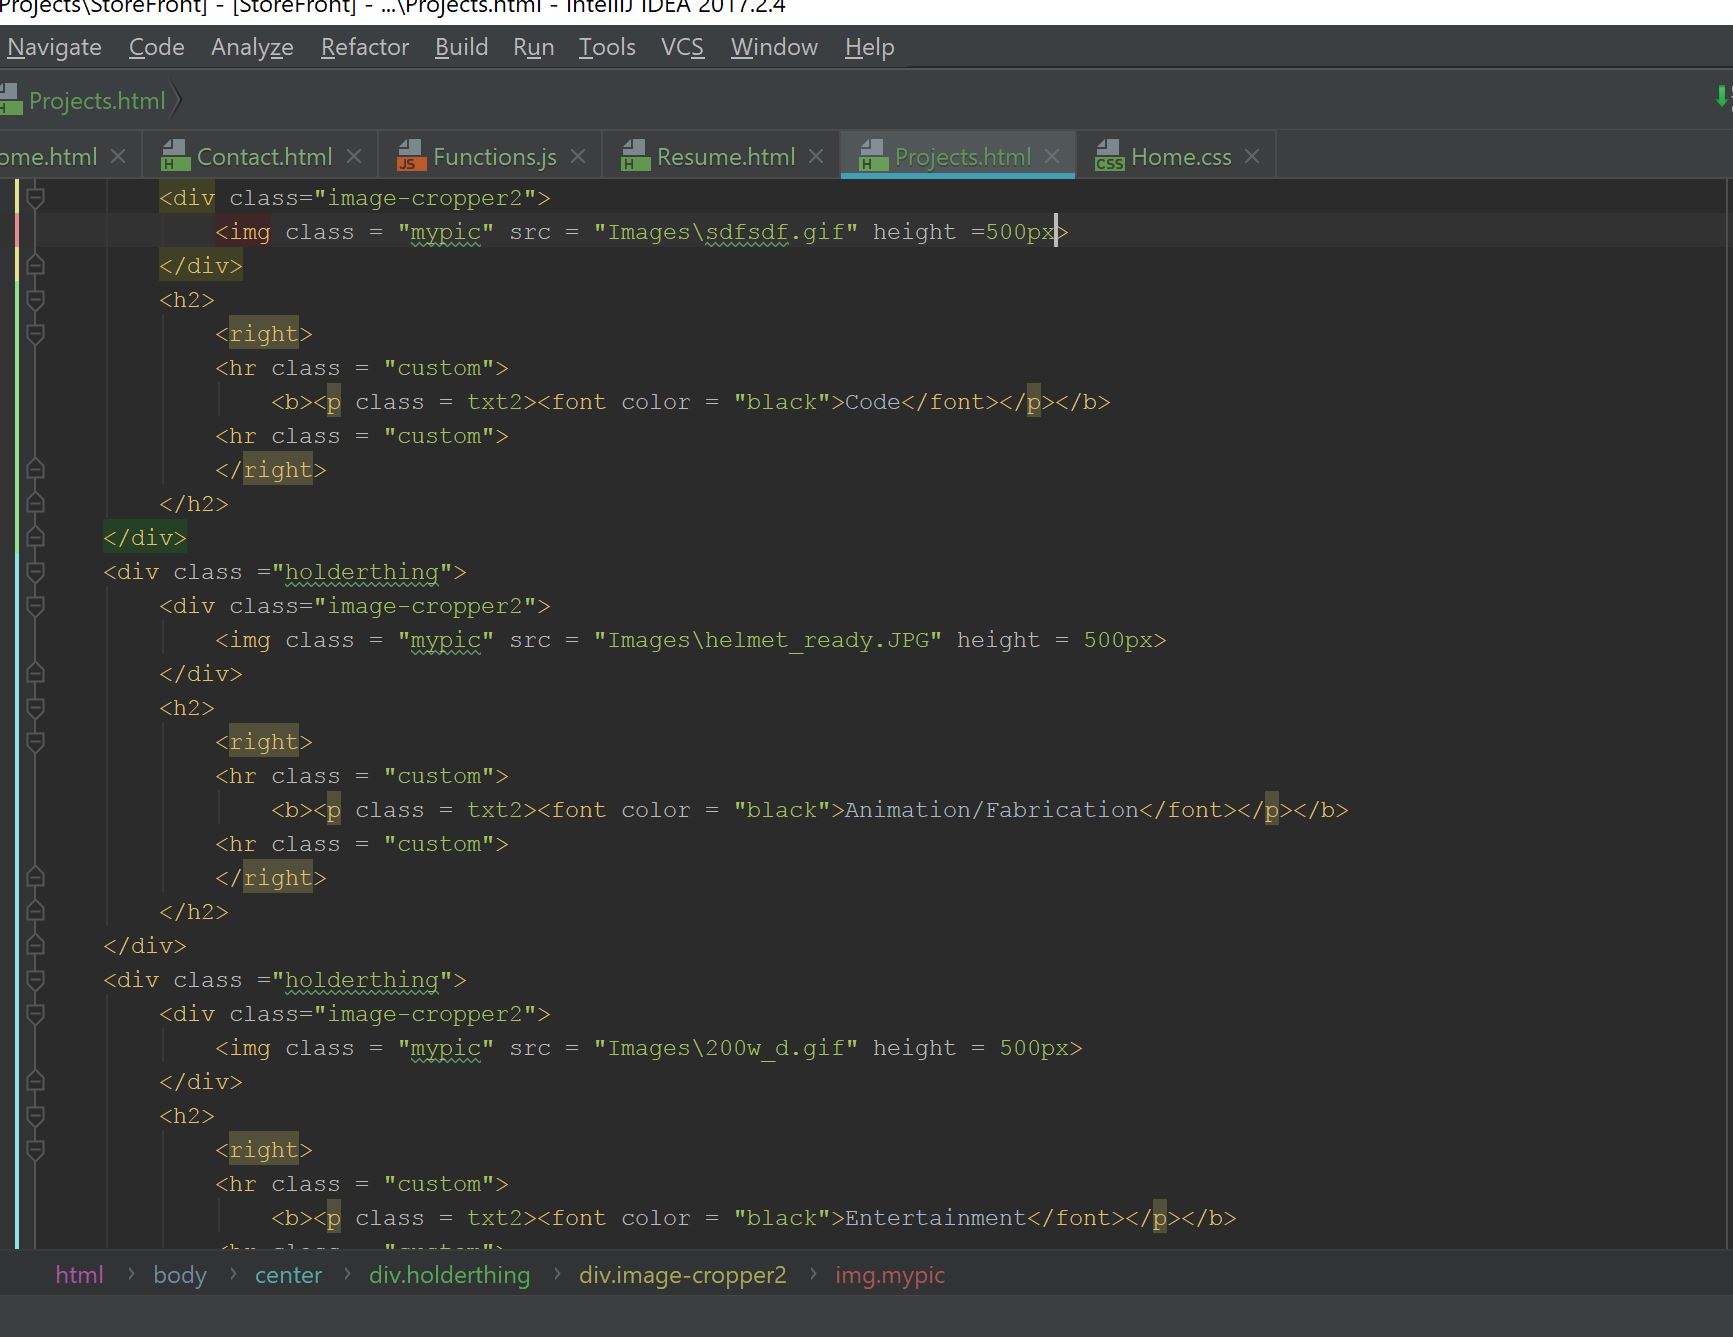 Projects\StoreFront] - [StoreFront] - ...\Projects.html - IntelliJ IDEA 2017.2.4
Navigate Code Analyze Refactor Build Run Tools VCS Window Help
Projects.html
ome.html Contact.html Functions.js Resume.html Projects.html Home.css
<div class="image-cropper2">
<img class = "mypic" src = "Images\sdfsdf.gif" height =500px>
</div>
<h2>
<right>
<hr class = "custom">
<b><p class = txt2><font color = "black">Code</font></p></b>
<hr class = "custom">
</right>
</h2>
</div>
<div class ="holderthing">
<div class="image-cropper2">
<img class = "mypic" src = "Images\helmet_ready.JPG" height = 500px>
</div>
<h2>
<right>
<hr class = "custom">
<b><p class = txt2><font color = "black">Animation/Fabrication</font></p></b>
<hr class = "custom">
</right>
</h2>
</div>
<div class ="holderthing">
<div class="image-cropper2">
<img class = "mypic" src = "Images\200w_d.gif" height = 500px>
</div>
<h2>
<right>
<hr class = "custom">
<b><p class = txt2><font color = "black">Entertainment</font></p></b>
<hr class = "custom">
html body center div.holderthing div.image-cropper2 img.mypic